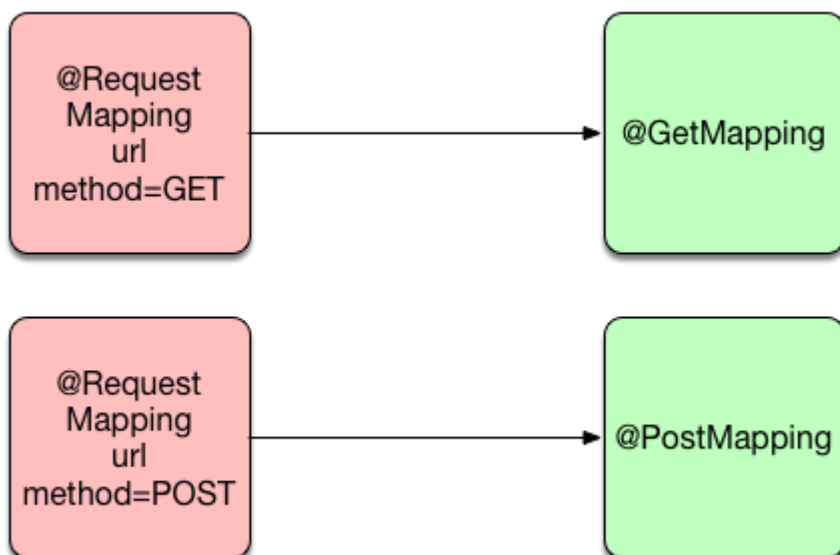 @Request
Mapping
url
method=GET
@GetMapping
@Request
Mapping
url
method=POST
@PostMapping